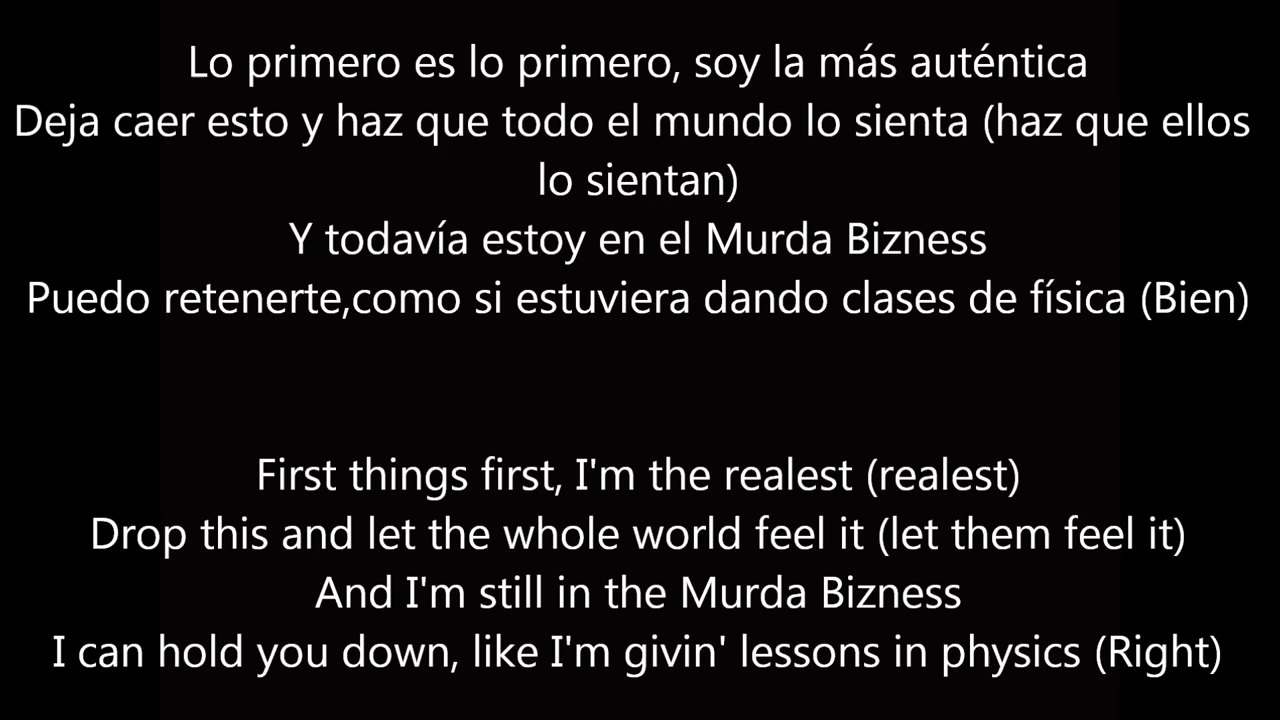 Lo primero es lo primero, soy la más auténtica
Deja caer esto y haz que todo el mundo lo sienta (haz que ellos
lo sientan)
Y todavía estoy en el Murda Bizness
Puedo retenerte,como si estuviera dando clases de física (Bien)
First things first, I'm the realest (realest)
Drop this and let the whole world feel it (let them feel it)
And I'm still in the Murda Bizness
I can hold you down, like I'm givin' lessons in physics (Right)